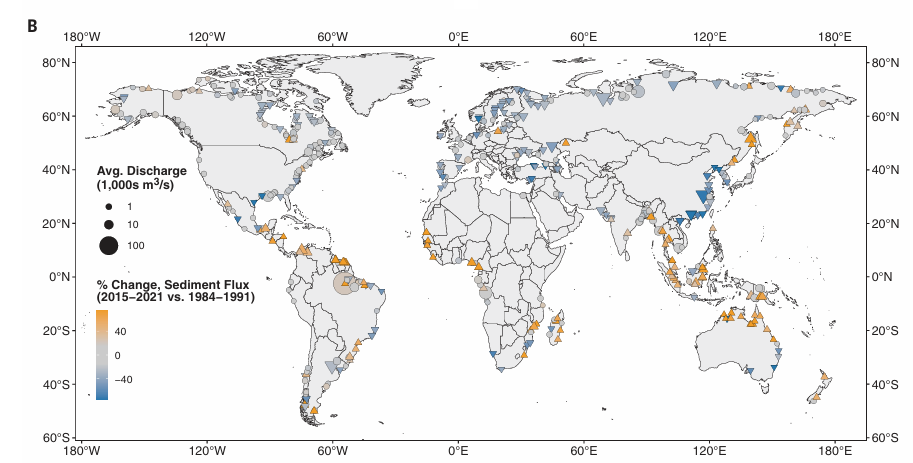 B
180°W 120°W 60°W 0°E 60°E 120°E 180°E
80°N 80°N
60°N 60°N
40°N 40°N
Avg. Discharge
(1,000s m³/s)
1
20°N 20°N
10
100
0°N 0°N
% Change, Sediment Flux
(2015–2021 vs. 1984–1991)
40
20°S 20°S
0
−40
40°S 40°S
60°S 60°S
180°W 120°W 60°W 0°E 60°E 120°E 180°E